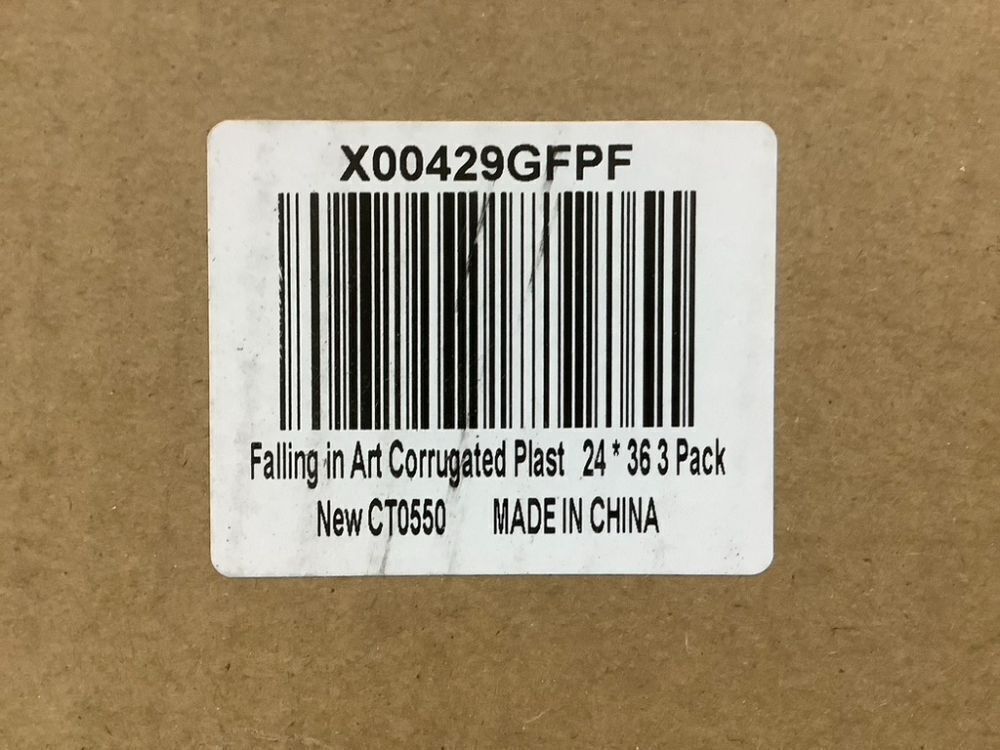 X00429GFPF
Falling in Art Corrugated Plast 24 * 36 3 Pack
New CT0550 MADE IN CHINA